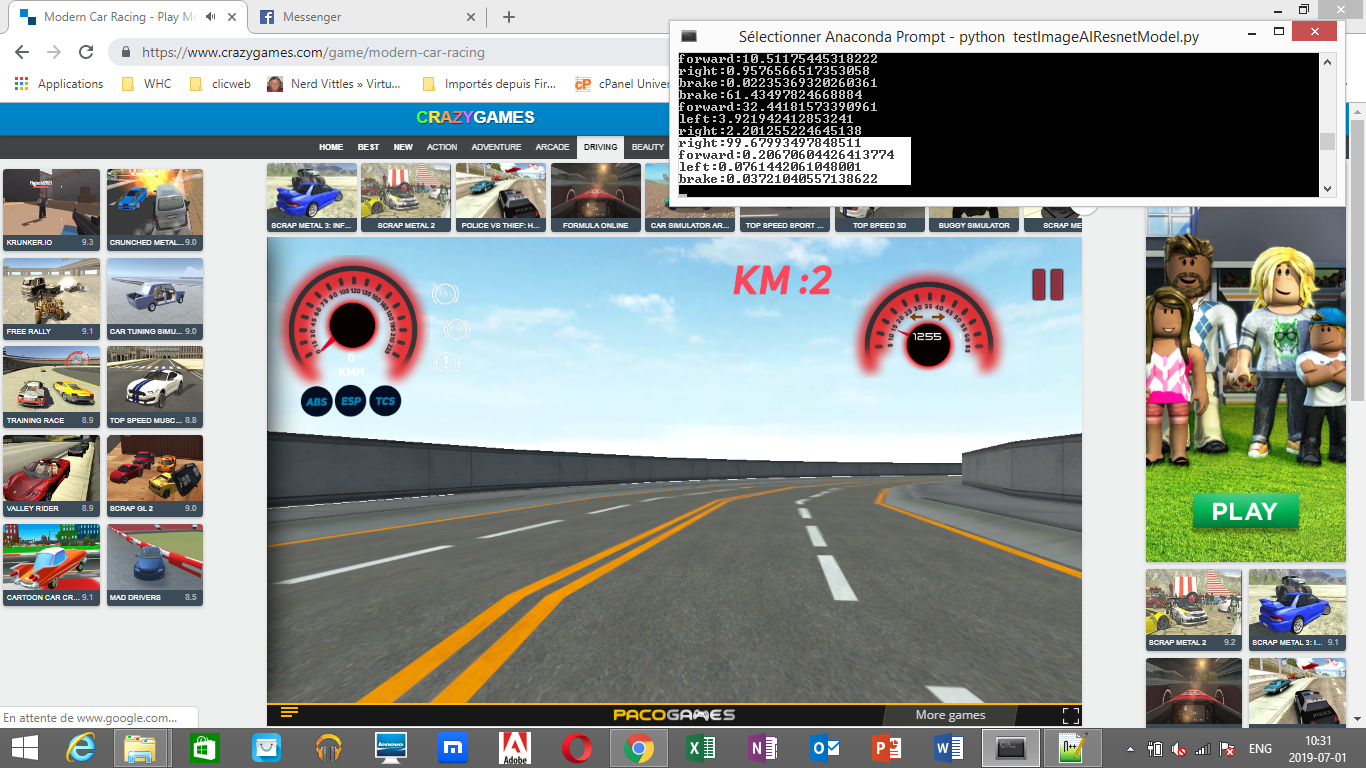 Modern Car Racing - Play Mo
Messenger
https://www.crazygames.com/game/modern-car-racing
Applications
WHC
clicweb
Nerd Vittles » Virtual...
Importés depuis Fir...
cPanel Univer
Sélectionner Anaconda Prompt - python testImageAIResnetModel.py
forward:10.51175445318222
right:0.9576566517353058
brake:0.02235369320260361
brake:61.43497824668884
forward:32.44181573390961
left:3.921942412853241
right:2.201255224645138
right:99.67993497848511
forward:0.20670604426413774
left:0.0761442061048001
brake:0.03721040557138622
CRAZYGAMES
HOME BEST NEW ACTION ADVENTURE ARCADE DRIVING BEAUTY
SCRAP METAL 3: INF...
SCRAP METAL 2
POLICE VS THIEF: H...
FORMULA ONLINE
CAR SIMULATOR AR...
TOP SPEED SPORT ...
TOP SPEED 3D
BUGGY SIMULATOR
SCRAP ME
KRUNKER.IO 9.3
CRUNCHED METAL... 9.0
FREE RALLY 9.1
CAR TUNING SIMU... 9.0
TRAINING RACE 8.9
TOP SPEED MUSC... 8.8
VALLEY RIDER 8.9
SCRAP GL 2 9.0
CARTOON CAR CR... 9.1
MAD DRIVERS 8.5
0
KMH
ABS ESP TCS
KM :2
1255
PLAY
SCRAP METAL 2 9.2
SCRAP METAL 3: I... 9.1
PACOGAMES
More games
En attente de www.google.com...
lenovo
Adobe
ENG
10:31
2019-07-01